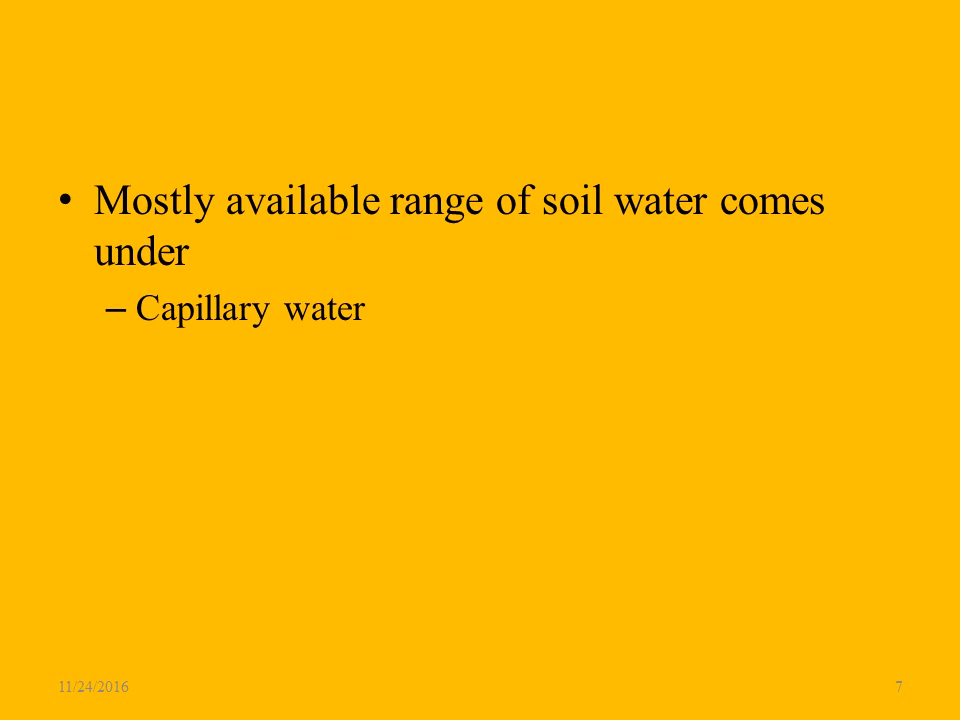 • Mostly available range of soil water comes
under
– Capillary water
11/24/2016 7